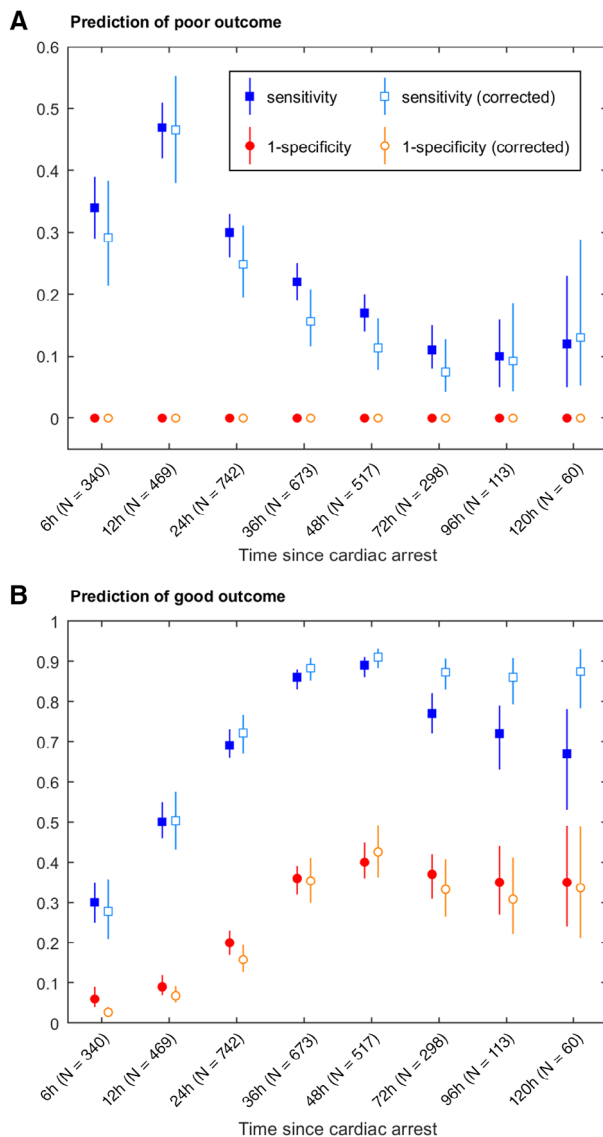 A
Prediction of poor outcome
0.6
0.5
0.4
0.3
0.2
0.1
0
sensitivity
sensitivity (corrected)
1-specificity
1-specificity (corrected)
6h (N = 340)
12h (N = 469)
24h (N = 742)
36h (N = 673)
48h (N = 517)
72h (N = 298)
96h (N = 113)
120h (N = 60)
Time since cardiac arrest
B
Prediction of good outcome
1
0.9
0.8
0.7
0.6
0.5
0.4
0.3
0.2
0.1
0
6h (N = 340)
12h (N = 469)
24h (N = 742)
36h (N = 673)
48h (N = 517)
72h (N = 298)
96h (N = 113)
120h (N = 60)
Time since cardiac arrest